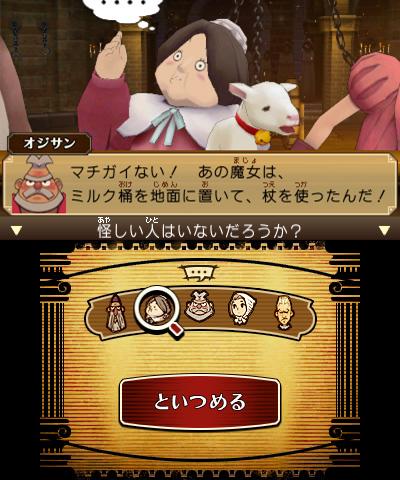 ・・・・
オジサン
マチガイない！　あの魔女は、
ミルク桶を地面に置いて、杖を使ったんだ！
怪しい人はいないだろうか？
といつめる